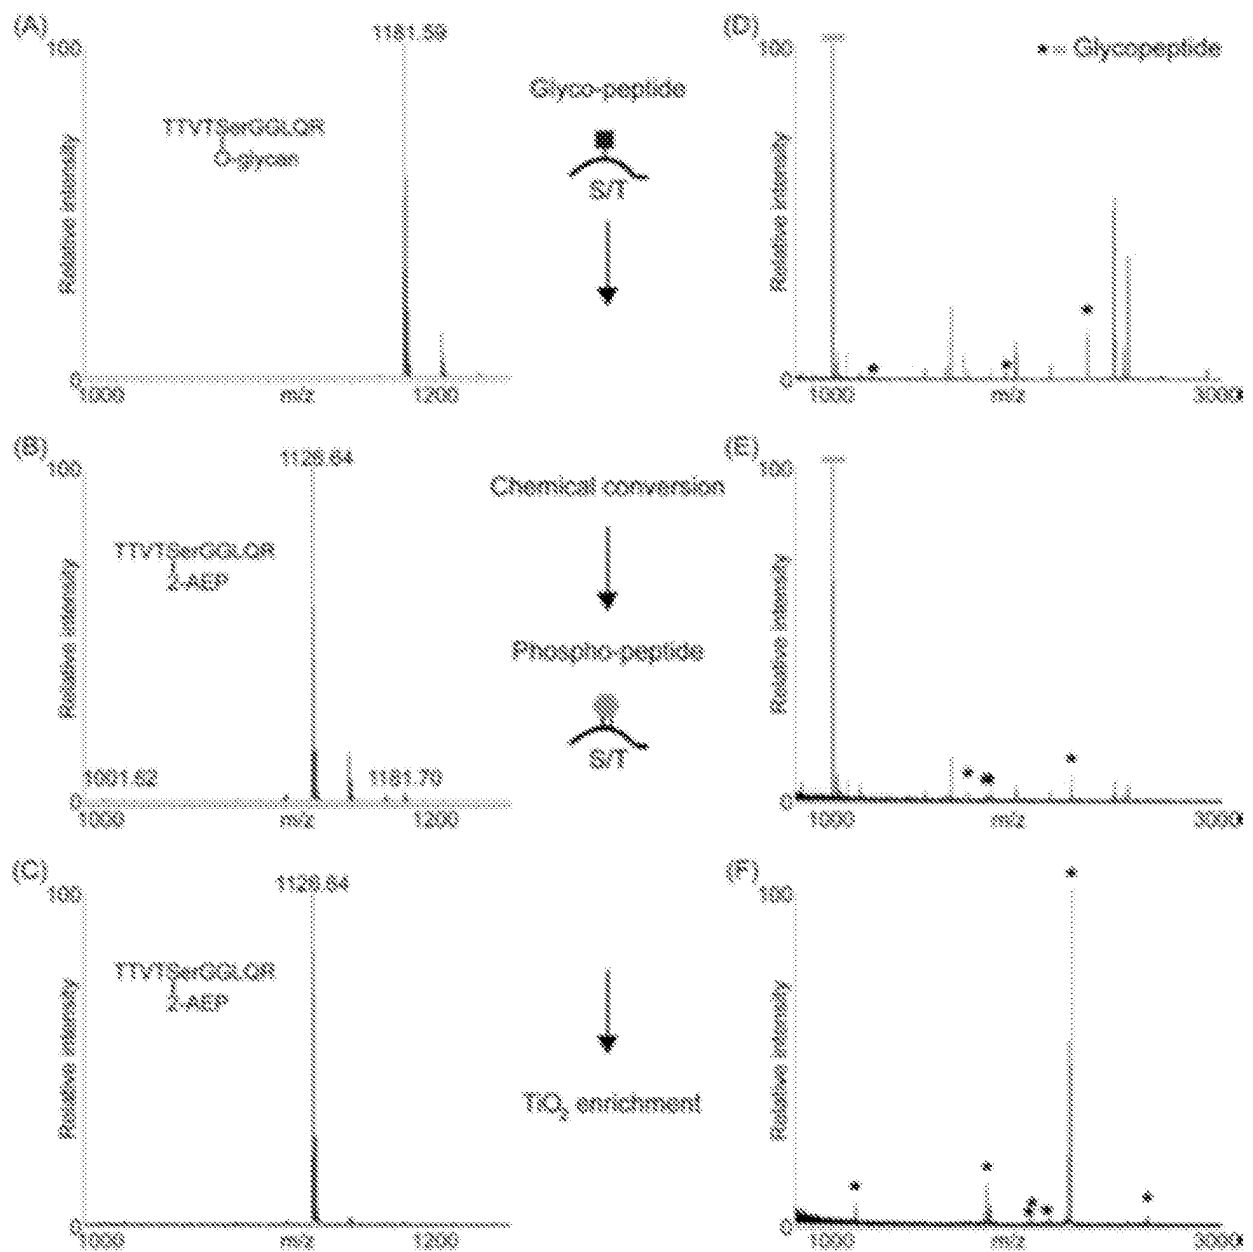 (A)
100
1181.59
Relative intensity
TTVTSerGGLQR
O-glycan
0
1000
m/z
1200
Glyco-peptide
S/T
(D)
100
Glycopeptide
Relative intensity
0
1000
m/z
3000
(B)
100
1128.64
Relative intensity
TTVTSerGGLQR
2-AEP
1001.62
1181.70
0
1000
m/z
1200
Chemical conversion
Phospho-peptide
S/T
(E)
100
Relative intensity
0
1000
m/z
3000
(C)
100
1128.64
Relative intensity
TTVTSerGGLQR
2-AEP
0
1000
m/z
1200
TiO2 enrichment
(F)
100
Relative intensity
0
1000
m/z
3000